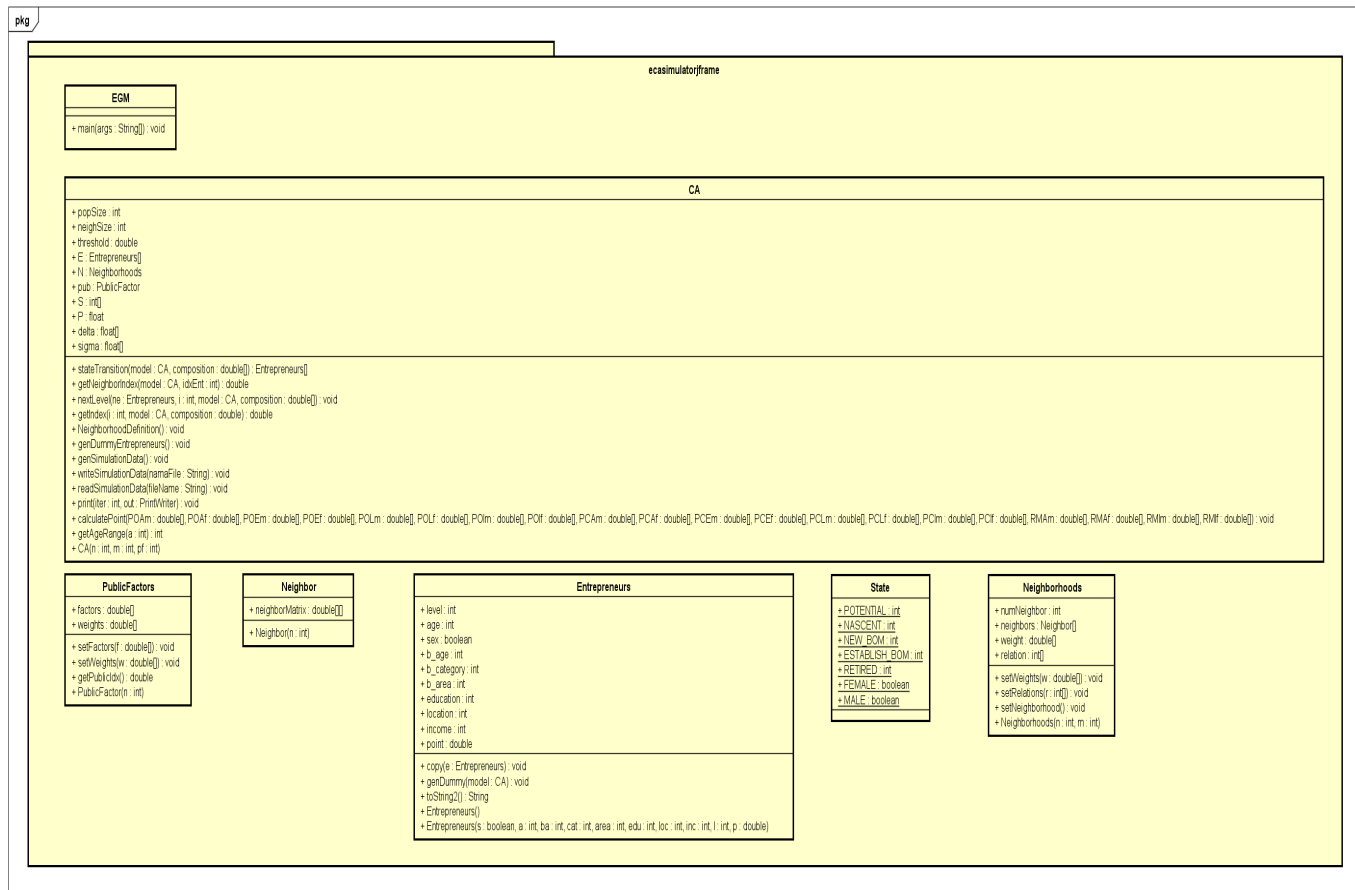 pkg
ecasimulatorjframe
EGM
+ main(args : String[]) : void
CA
+ popSize : int
+ neighSize : int
+ threshold : double
+ E : Entrepreneurs[]
+ N : Neighborhoods
+ pub : PublicFactor
+ S : int[]
+ P : float
+ delta : float[]
+ sigma : float[]
+ stateTransition(model : CA, composition : double[]) : Entrepreneurs[]
+ getNeighborIndex(model : CA, idxEnt : int) : double
+ nextLevel(ne : Entrepreneurs, i : int, model : CA, composition : double[]) : void
+ getIndex(i : int, model : CA, composition : double) : double
+ NeighborhoodDefinition() : void
+ genDummyEntrepreneurs() : void
+ genSimulationData() : void
+ writeSimulationData(namaFile : String) : void
+ readSimulationData(fileName : String) : void
+ print(iter : int, out : PrintWriter) : void
+ calculatePoint(POAm : double[], POAf : double[], POEm : double[], POEf : double[], POLm : double[], POLf : double[], POIm : double[], POIf : double[], PCAm : double[], PCAf : double[], PCEm : double[], PCEf : double[], PCLm : double[], PCLf : double[], PCIm : double[], PCIf : double[], RMAm : double[], RMAf : double[], RMIm : double[], RMIf : double[]) : void
+ getAgeRange(a : int) : int
+ CA(n : int, m : int, pf : int)
PublicFactors
+ factors : double[]
+ weights : double[]
+ setFactors(f : double[]) : void
+ setWeights(w : double[]) : void
+ getPublicIdx() : double
+ PublicFactor(n : int)
Neighbor
+ neighborMatrix : double[][]
+ Neighbor(n : int)
Entrepreneurs
+ level : int
+ age : int
+ sex : boolean
+ b_age : int
+ b_category : int
+ b_area : int
+ education : int
+ location : int
+ income : int
+ point : double
+ copy(e : Entrepreneurs) : void
+ genDummy(model : CA) : void
+ toString2() : String
+ Entrepreneurs()
+ Entrepreneurs(s : boolean, a : int, ba : int, cat : int, area : int, edu : int, loc : int, inc : int, l : int, p : double)
State
+ POTENTIAL : int
+ NASCENT : int
+ NEW_BOM : int
+ ESTABLISH_BOM : int
+ RETIRED : int
+ FEMALE : boolean
+ MALE : boolean
Neighborhoods
+ numNeighbor : int
+ neighbors : Neighbor[]
+ weight : double[]
+ relation : int[]
+ setWeights(w : double[]) : void
+ setRelations(r : int[]) : void
+ setNeighborhood() : void
+ Neighborhoods(n : int, m : int)